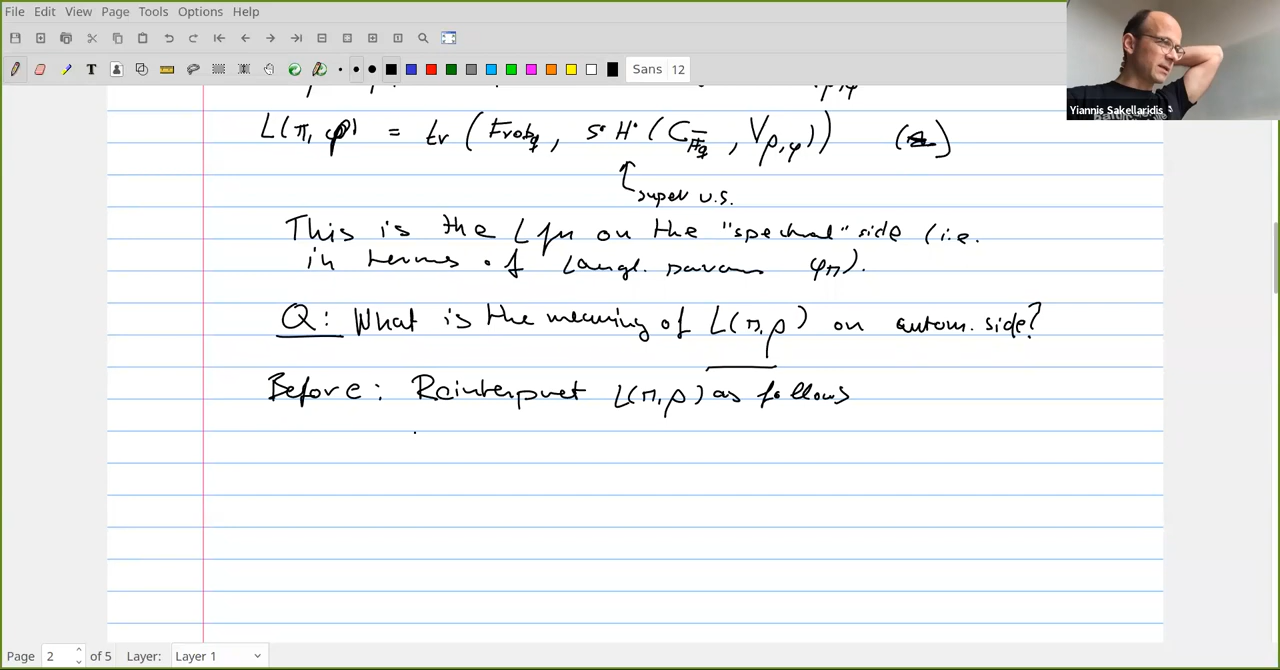 File Edit View Page Tools Options Help
Sans 12
Yiannis Sakellaridis
L(π, φ) = tr ( Frob_q , S^• H^• ( C_{\overline{F_q}} , V_{ρ,φ} ) )
super v.s.
This is the L fn on the "spectral" side (i.e.
in terms of Langl. params φ_π).
Q: What is the meaning of L(π, ρ) on autom. side?
Before: Reinterpret L(π, ρ) as follows
Page 2 of 5 Layer: Layer 1